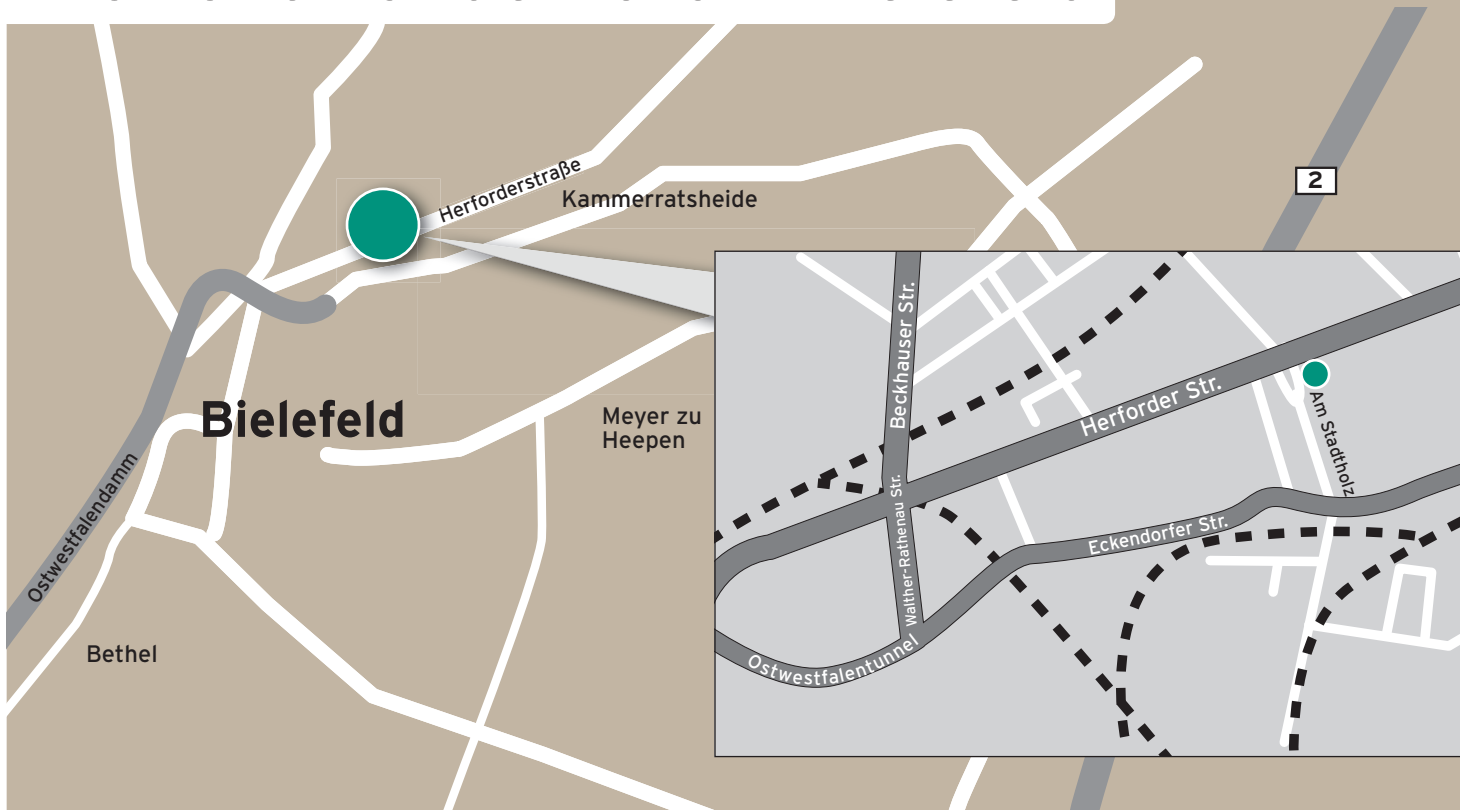 Herforderstraße
Kammerratsheide
2
Bielefeld
Meyer zu
Heepen
Ostwestfalendamm
Bethel
Beckhauser Str.
Herforder Str.
Am Stadtholz
Walther-Rathenau Str.
Eckendorfer Str.
Ostwestfalentunnel